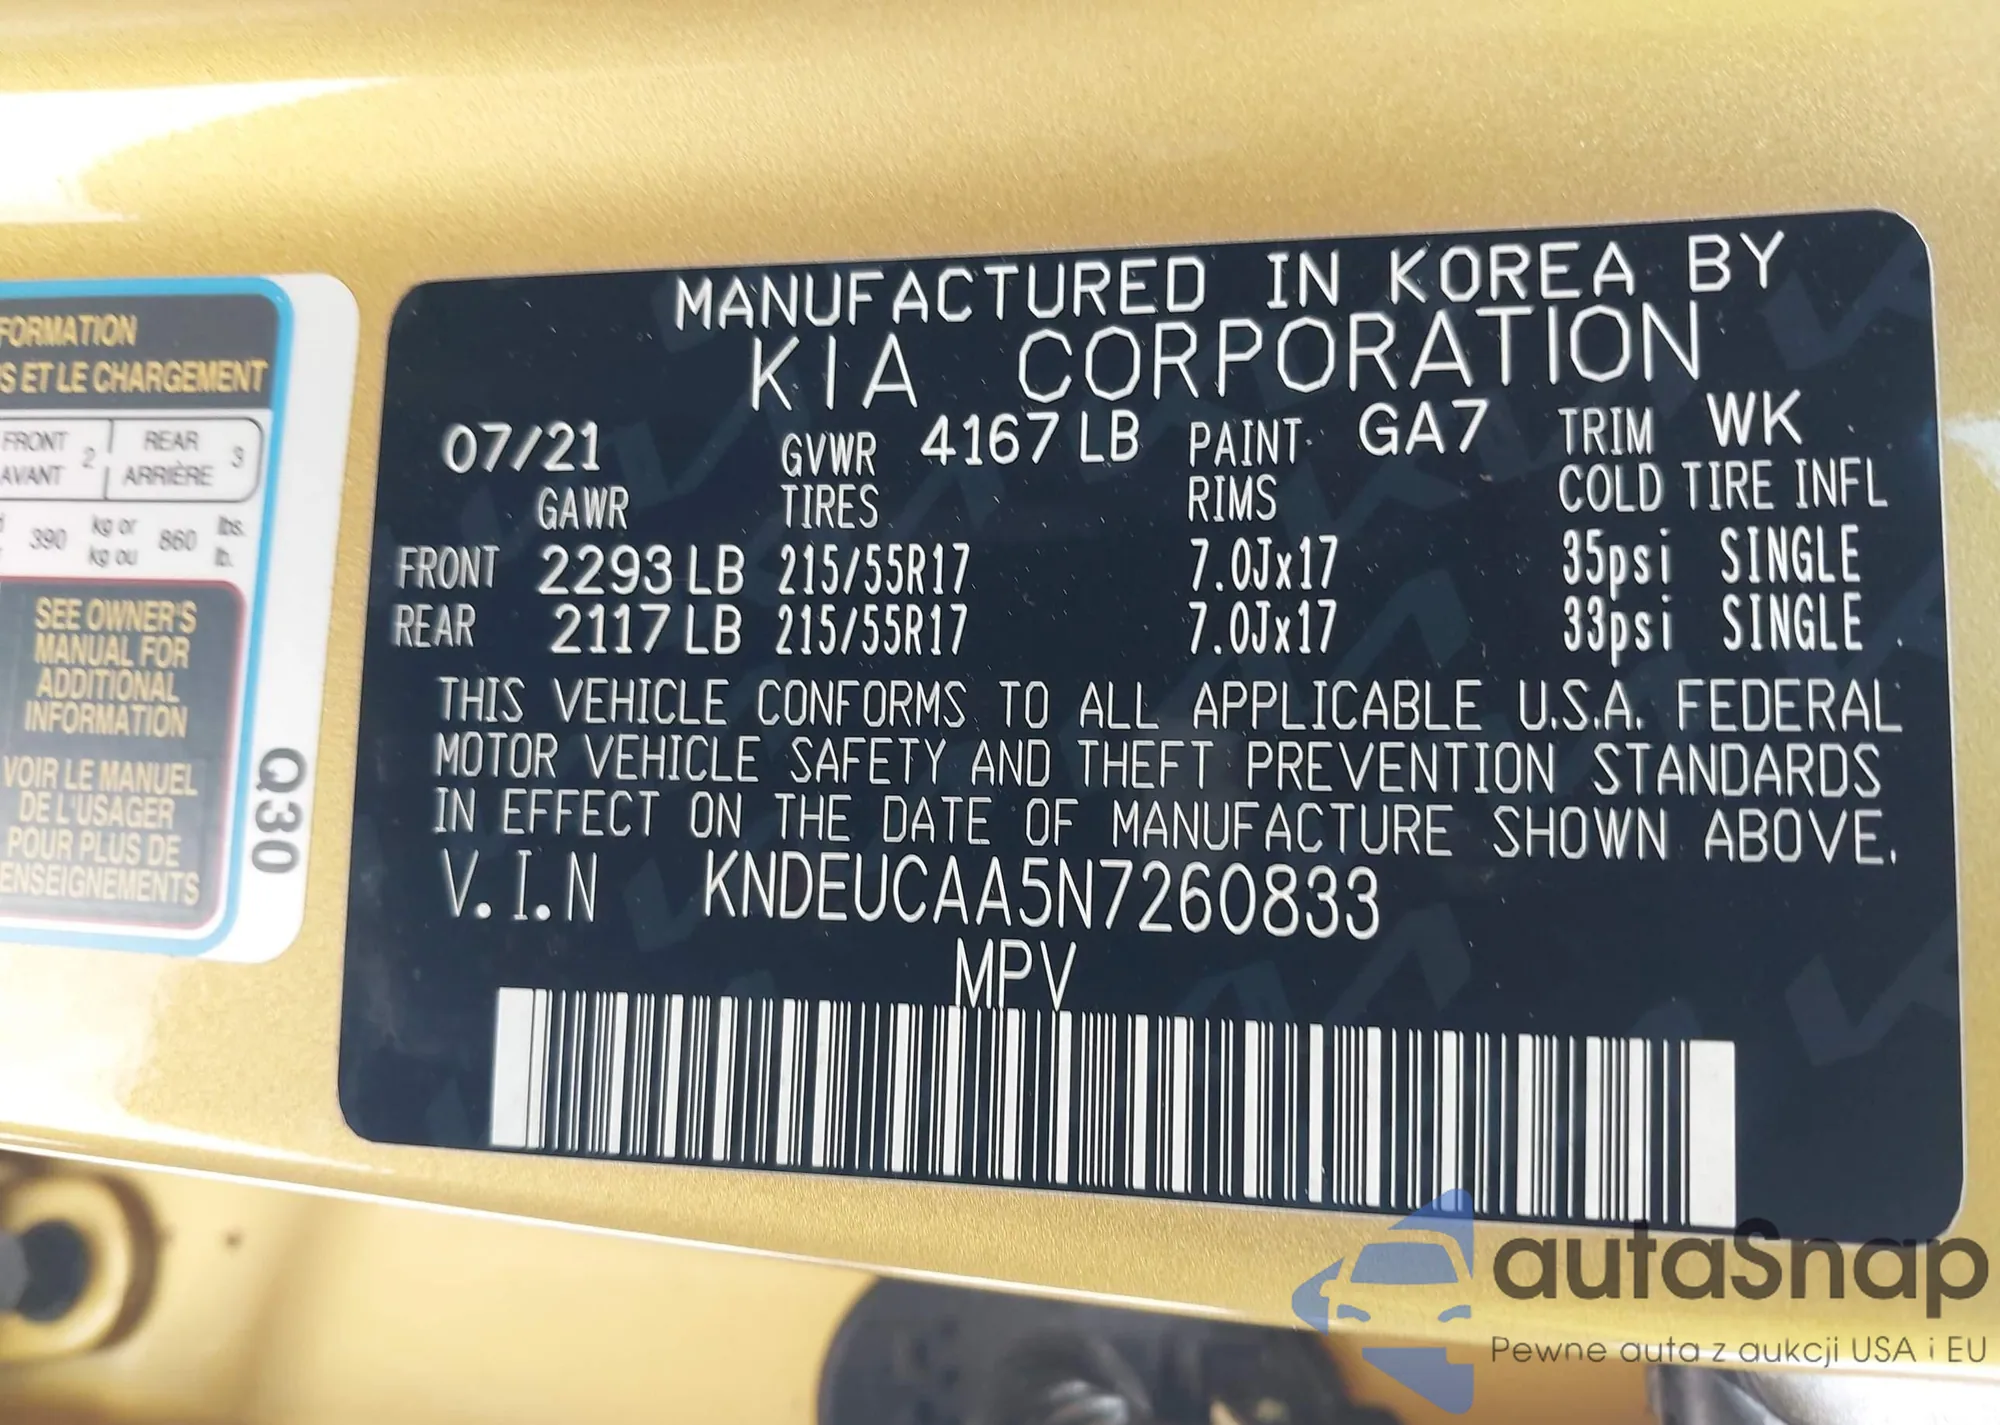 FORMATION
S ET LE CHARGEMENT
FRONT 2 REAR 3
AVANT ARRIÈRE
390 kg or 860 lbs.
kg ou lb.
SEE OWNER'S
MANUAL FOR
ADDITIONAL
INFORMATION
VOIR LE MANUEL
DE L'USAGER
POUR PLUS DE
ENSEIGNEMENTS
Q30
MANUFACTURED IN KOREA BY
KIA CORPORATION
07/21 GVWR 4167 LB PAINT GA7 TRIM WK
GAWR TIRES RIMS COLD TIRE INFL
FRONT 2293 LB 215/55R17 7.0Jx17 35psi SINGLE
REAR 2117 LB 215/55R17 7.0Jx17 33psi SINGLE
THIS VEHICLE CONFORMS TO ALL APPLICABLE U.S.A. FEDERAL
MOTOR VEHICLE SAFETY AND THEFT PREVENTION STANDARDS
IN EFFECT ON THE DATE OF MANUFACTURE SHOWN ABOVE.
V.I.N KNDEUCAA5N7260833
MPV
autaSnap
Pewne auta z aukcji USA i EU